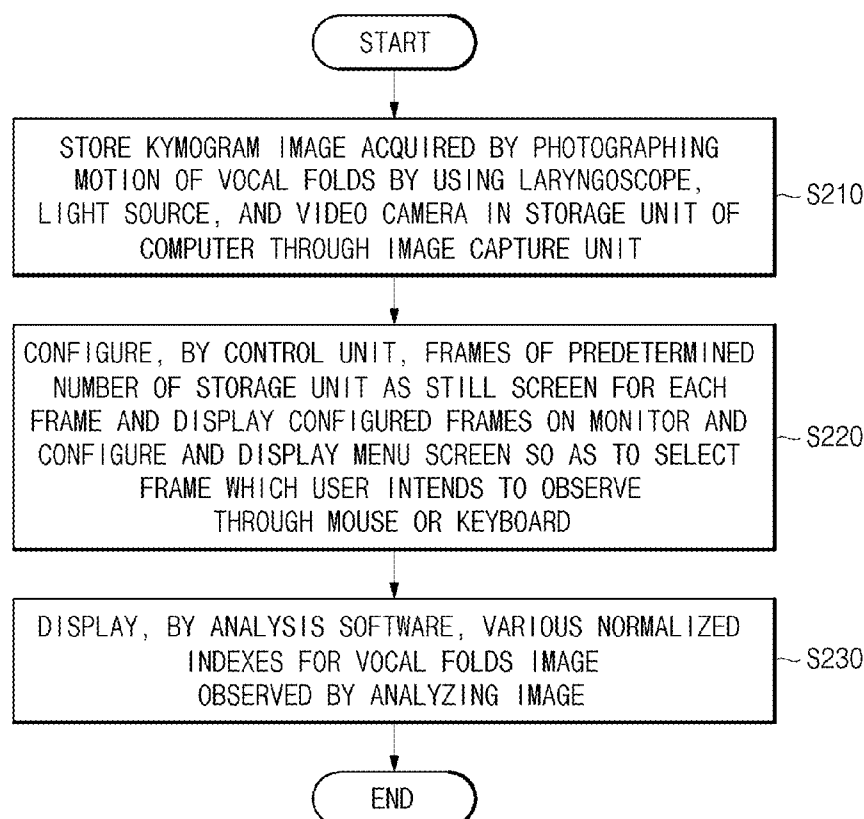 START
STORE KYMOGRAM IMAGE ACQUIRED BY PHOTOGRAPHING
MOTION OF VOCAL FOLDS BY USING LARYNGOSCOPE,
LIGHT SOURCE, AND VIDEO CAMERA IN STORAGE UNIT OF
COMPUTER THROUGH IMAGE CAPTURE UNIT
S210
CONFIGURE, BY CONTROL UNIT, FRAMES OF PREDETERMINED
NUMBER OF STORAGE UNIT AS STILL SCREEN FOR EACH
FRAME AND DISPLAY CONFIGURED FRAMES ON MONITOR AND
CONFIGURE AND DISPLAY MENU SCREEN SO AS TO SELECT
FRAME WHICH USER INTENDS TO OBSERVE
THROUGH MOUSE OR KEYBOARD
S220
DISPLAY, BY ANALYSIS SOFTWARE, VARIOUS NORMALIZED
INDEXES FOR VOCAL FOLDS IMAGE
OBSERVED BY ANALYZING IMAGE
S230
END